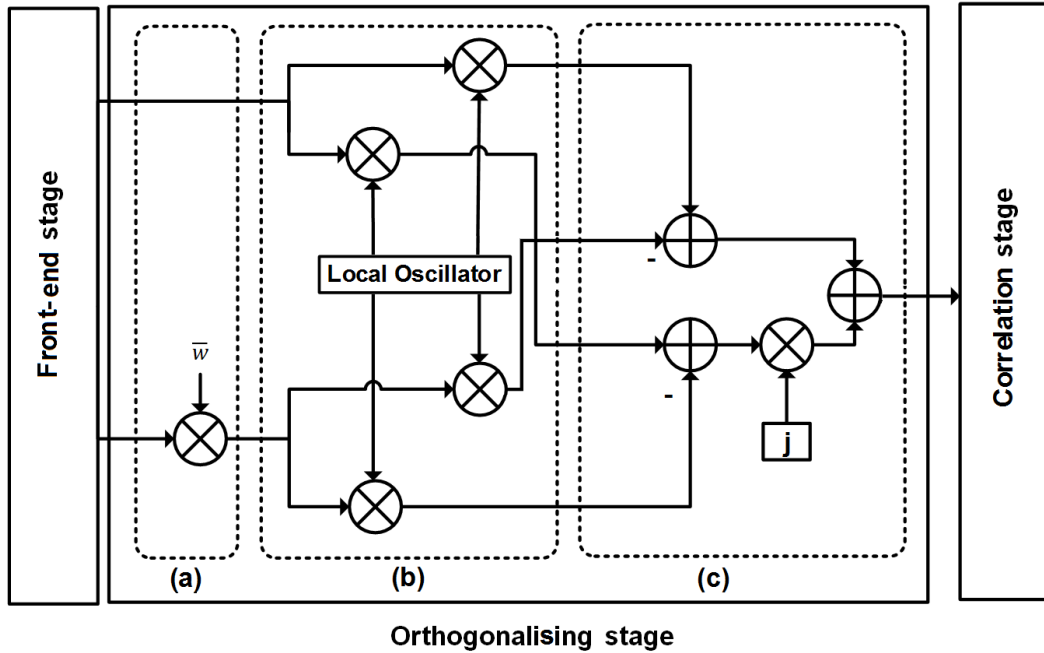 Front-end stage
w̅
Local Oscillator
-
-
j
(a)
(b)
(c)
Correlation stage
Orthogonalising stage